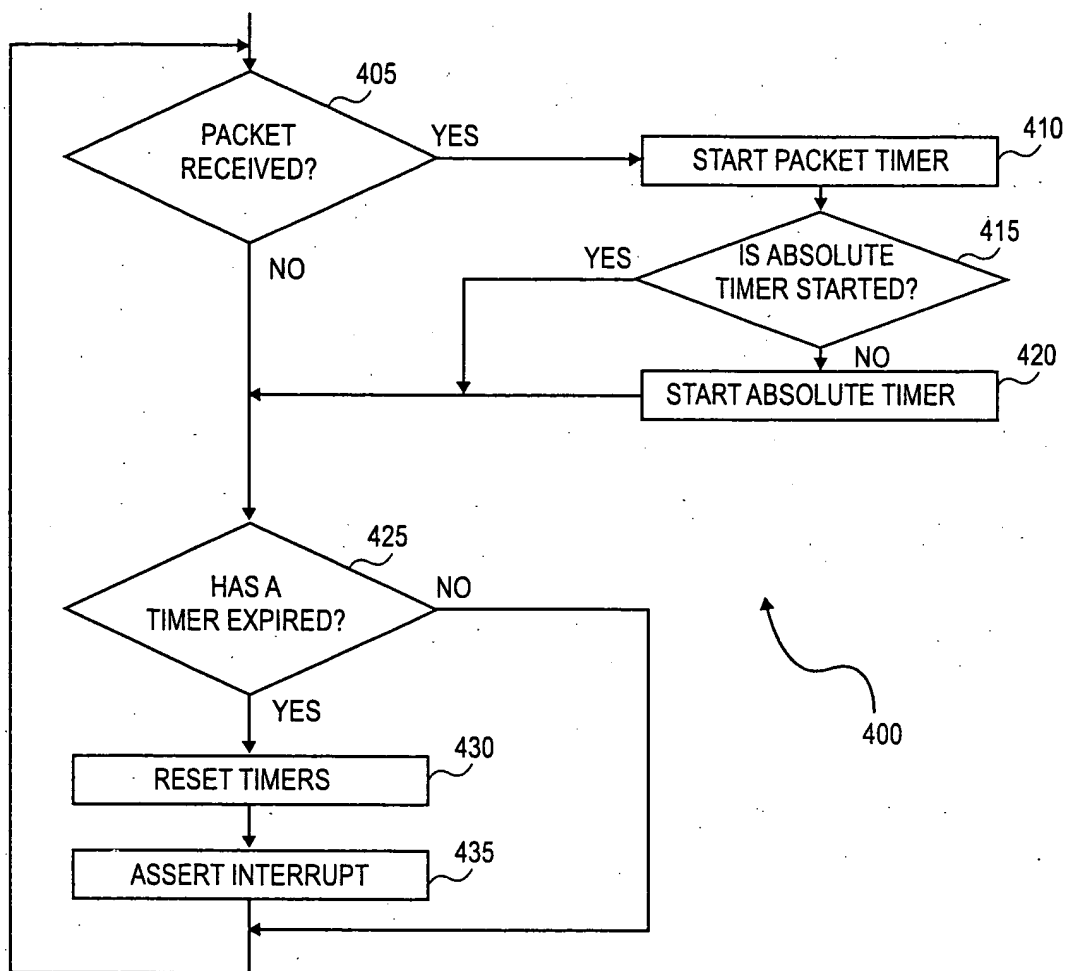 405
PACKET
RECEIVED?
YES
START PACKET TIMER
410
NO
YES
IS ABSOLUTE
TIMER STARTED?
415
NO
START ABSOLUTE TIMER
420
425
HAS A
TIMER EXPIRED?
NO
YES
400
RESET TIMERS
430
ASSERT INTERRUPT
435